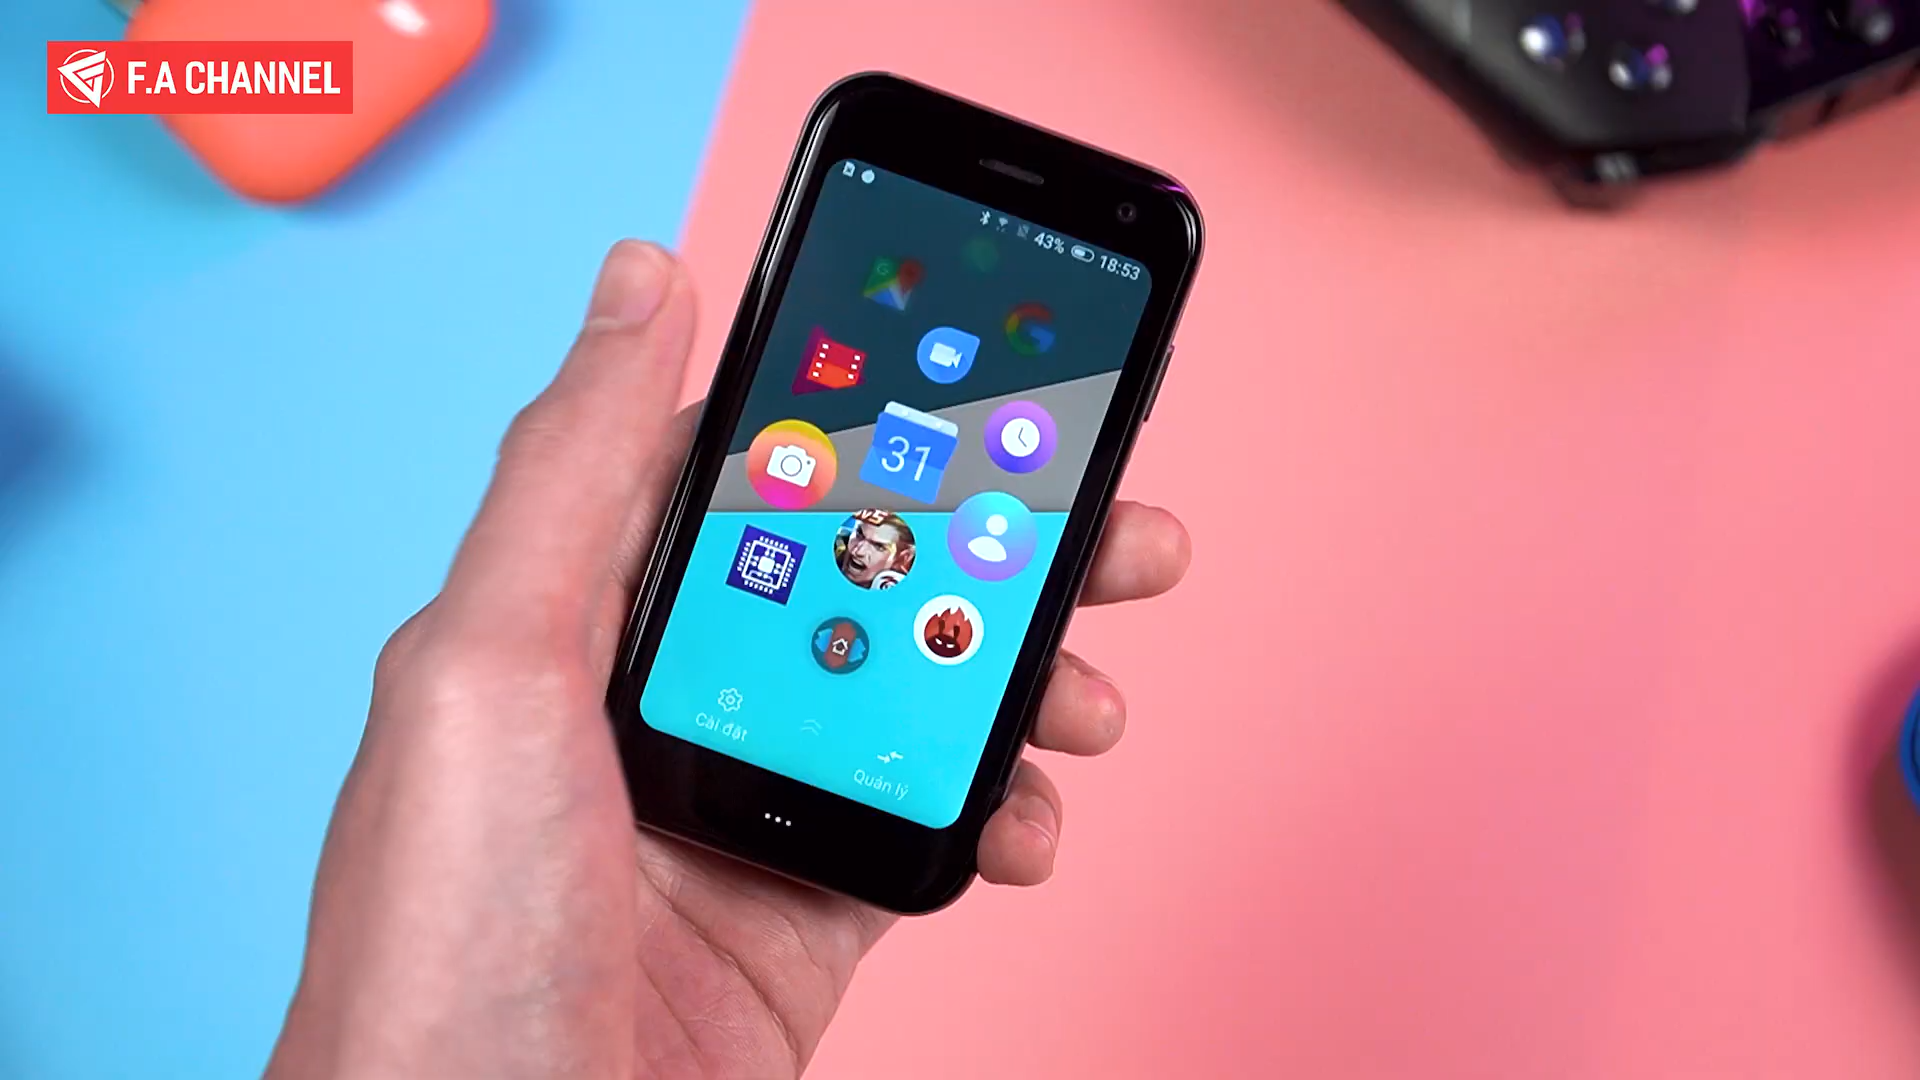 F.A CHANNEL
43% 18:53
G
31
Cài đặt
Quản lý